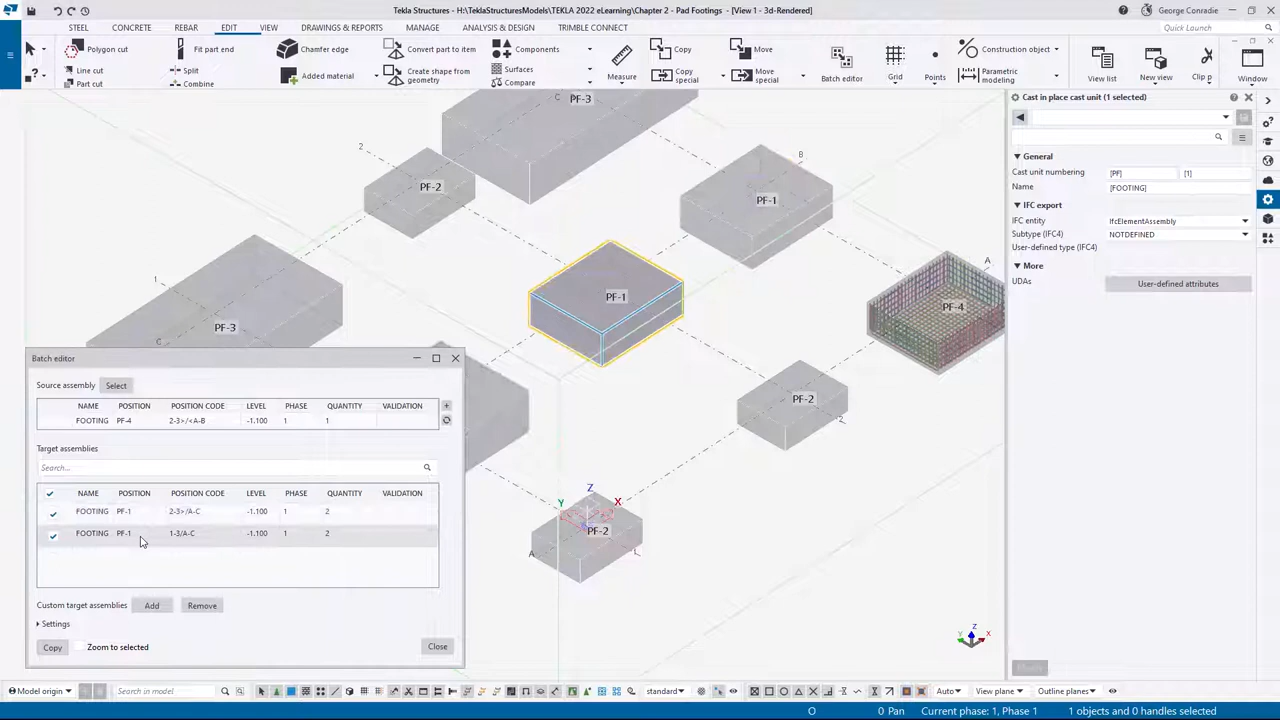 Tekla Structures - H:\TeklaStructuresModels\TEKLA 2022 eLearning\Chapter 2 - Pad Footings - [View 1 - 3d-Rendered]
George Conradie
STEEL CONCRETE REBAR EDIT VIEW DRAWINGS & REPORTS MANAGE ANALYSIS & DESIGN TRIMBLE CONNECT
Quick Launch
Polygon cut Fit part end Chamfer edge Convert part to item Components Copy Move Construction object
Line cut Split Surfaces
Part cut Combine Added material Create shape from geometry Compare Measure Copy special Move special Batch editor Grid Points Parametric modeling View list New view Clip p Window
Cast in place cast unit (1 selected)
General
Cast unit numbering [PF] [1]
Name [FOOTING]
IFC export
IFC entity IfcElementAssembly
Subtype (IFC4) NOTDEFINED
User-defined type (IFC4)
More
UDAs User-defined attributes
C PF-3
2 PF-2
B PF-1
1 PF-3
C
PF-1
A
PF-4
PF-2
2
Z
Y X
PF-2
A
Z
Y X
Batch editor
Source assembly Select
NAME POSITION POSITION CODE LEVEL PHASE QUANTITY VALIDATION
FOOTING PF-4 2-3>/<A-B -1.100 1 1
Target assemblies
Search...
NAME POSITION POSITION CODE LEVEL PHASE QUANTITY VALIDATION
FOOTING PF-1 2-3>/A-C -1.100 1 2
FOOTING PF-1 1-3/A-C -1.100 1 2
Custom target assemblies Add Remove
Settings
Copy Zoom to selected Close
Model origin Search in model standard Auto View plane Outline planes
O 0 Pan Current phase: 1, Phase 1 1 objects and 0 handles selected